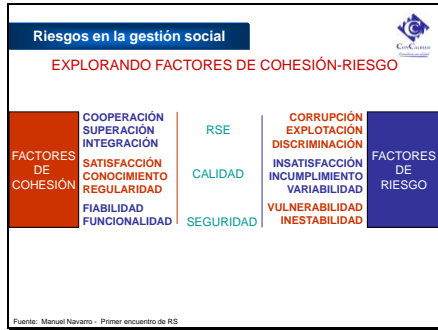 Riesgos en la gestión social
CONCALIDAD
EXPLORANDO FACTORES DE COHESIÓN-RIESGO
FACTORES
DE
COHESIÓN
COOPERACIÓN
SUPERACIÓN
INTEGRACIÓN
SATISFACCIÓN
CONOCIMIENTO
REGULARIDAD
FIABILIDAD
FUNCIONALIDAD
RSE
CALIDAD
SEGURIDAD
CORRUPCIÓN
EXPLOTACIÓN
DISCRIMINACIÓN
INSATISFACCIÓN
INCUMPLIMIENTO
VARIABILIDAD
VULNERABILIDAD
INESTABILIDAD
FACTORES
DE
RIESGO
Fuente: Manuel Navarro - Primer encuentro de RS